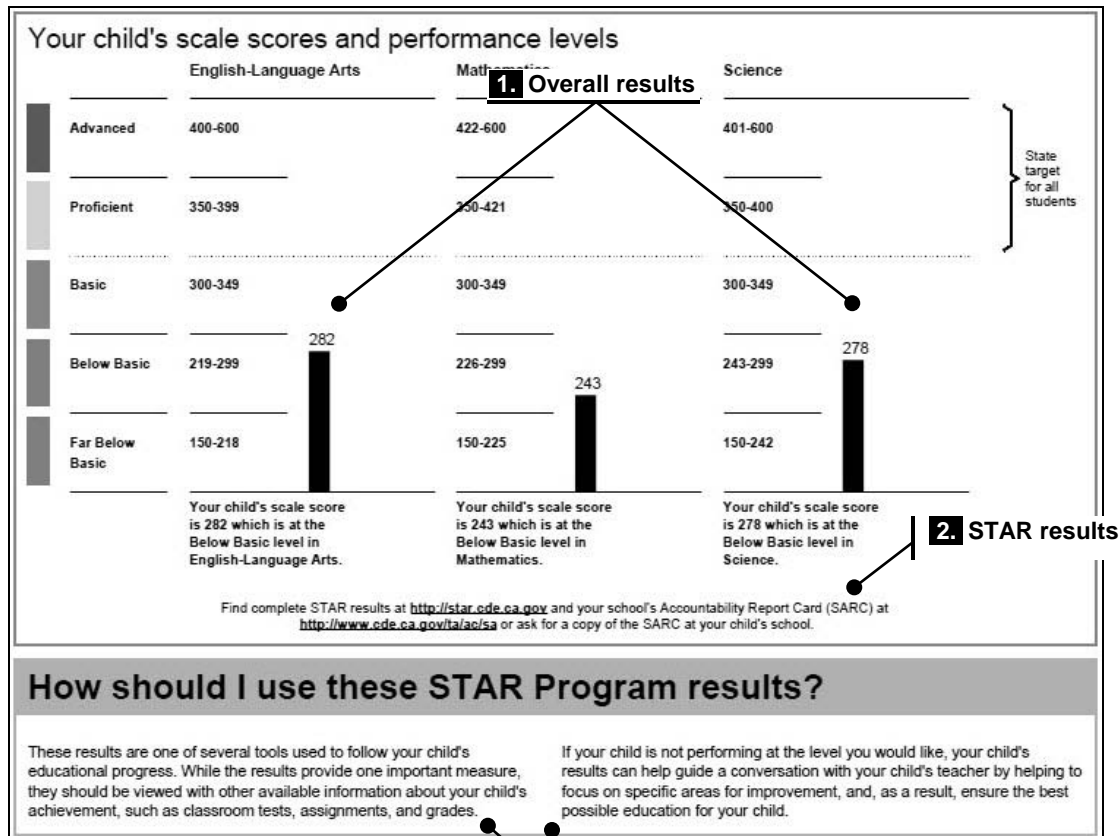 Your child's scale scores and performance levels
English-Language Arts Mathematics Science
1. Overall results
Advanced 400-600 422-600 401-600
State
target
for all
students
Proficient 350-399 350-421 350-400
Basic 300-349 300-349 300-349
282
278
Below Basic 219-299 226-299 243-299
243
Far Below 150-218 150-225 150-242
Basic
Your child's scale score
is 282 which is at the
Below Basic level in
English-Language Arts.
Your child's scale score
is 243 which is at the
Below Basic level in
Mathematics.
Your child's scale score
is 278 which is at the
Below Basic level in
Science.
2. STAR results
Find complete STAR results at http://star.cde.ca.gov and your school's Accountability Report Card (SARC) at
http://www.cde.ca.gov/ta/ac/sa or ask for a copy of the SARC at your child's school.
How should I use these STAR Program results?
These results are one of several tools used to follow your child's
educational progress. While the results provide one important measure,
they should be viewed with other available information about your child's
achievement, such as classroom tests, assignments, and grades.
If your child is not performing at the level you would like, your child's
results can help guide a conversation with your child's teacher by helping to
focus on specific areas for improvement, and, as a result, ensure the best
possible education for your child.